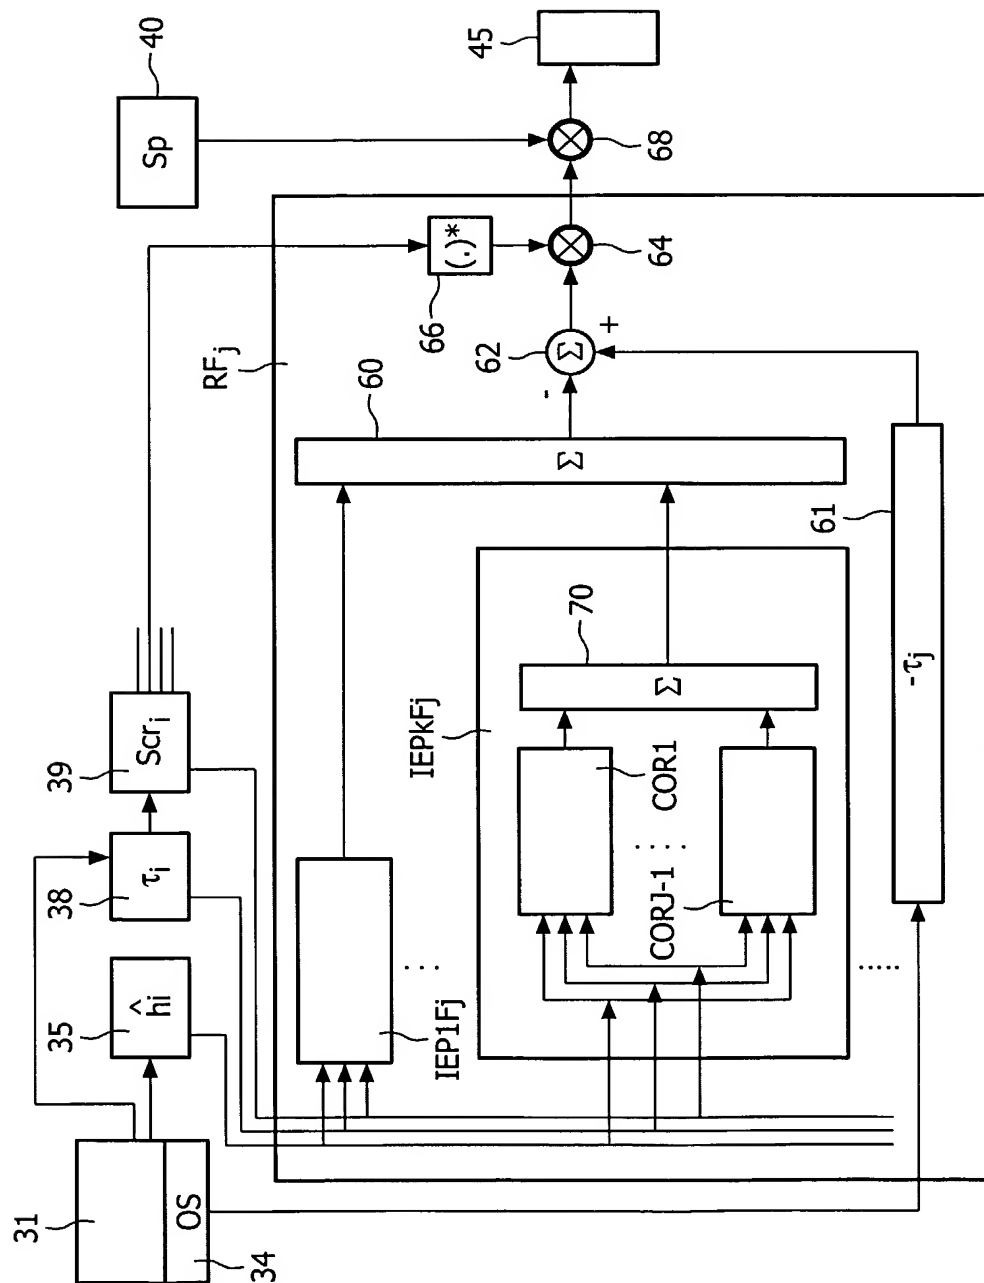 31
OS
34
35
ĥi
38
τi
39
Scri
40
Sp
45
68
64
66
(.)*
RFj
62
Σ
+
-
60
Σ
61
-τj
IEPkFj
70
Σ
COR1
. . . .
CORJ-1
IEP1Fj
. . .
.....